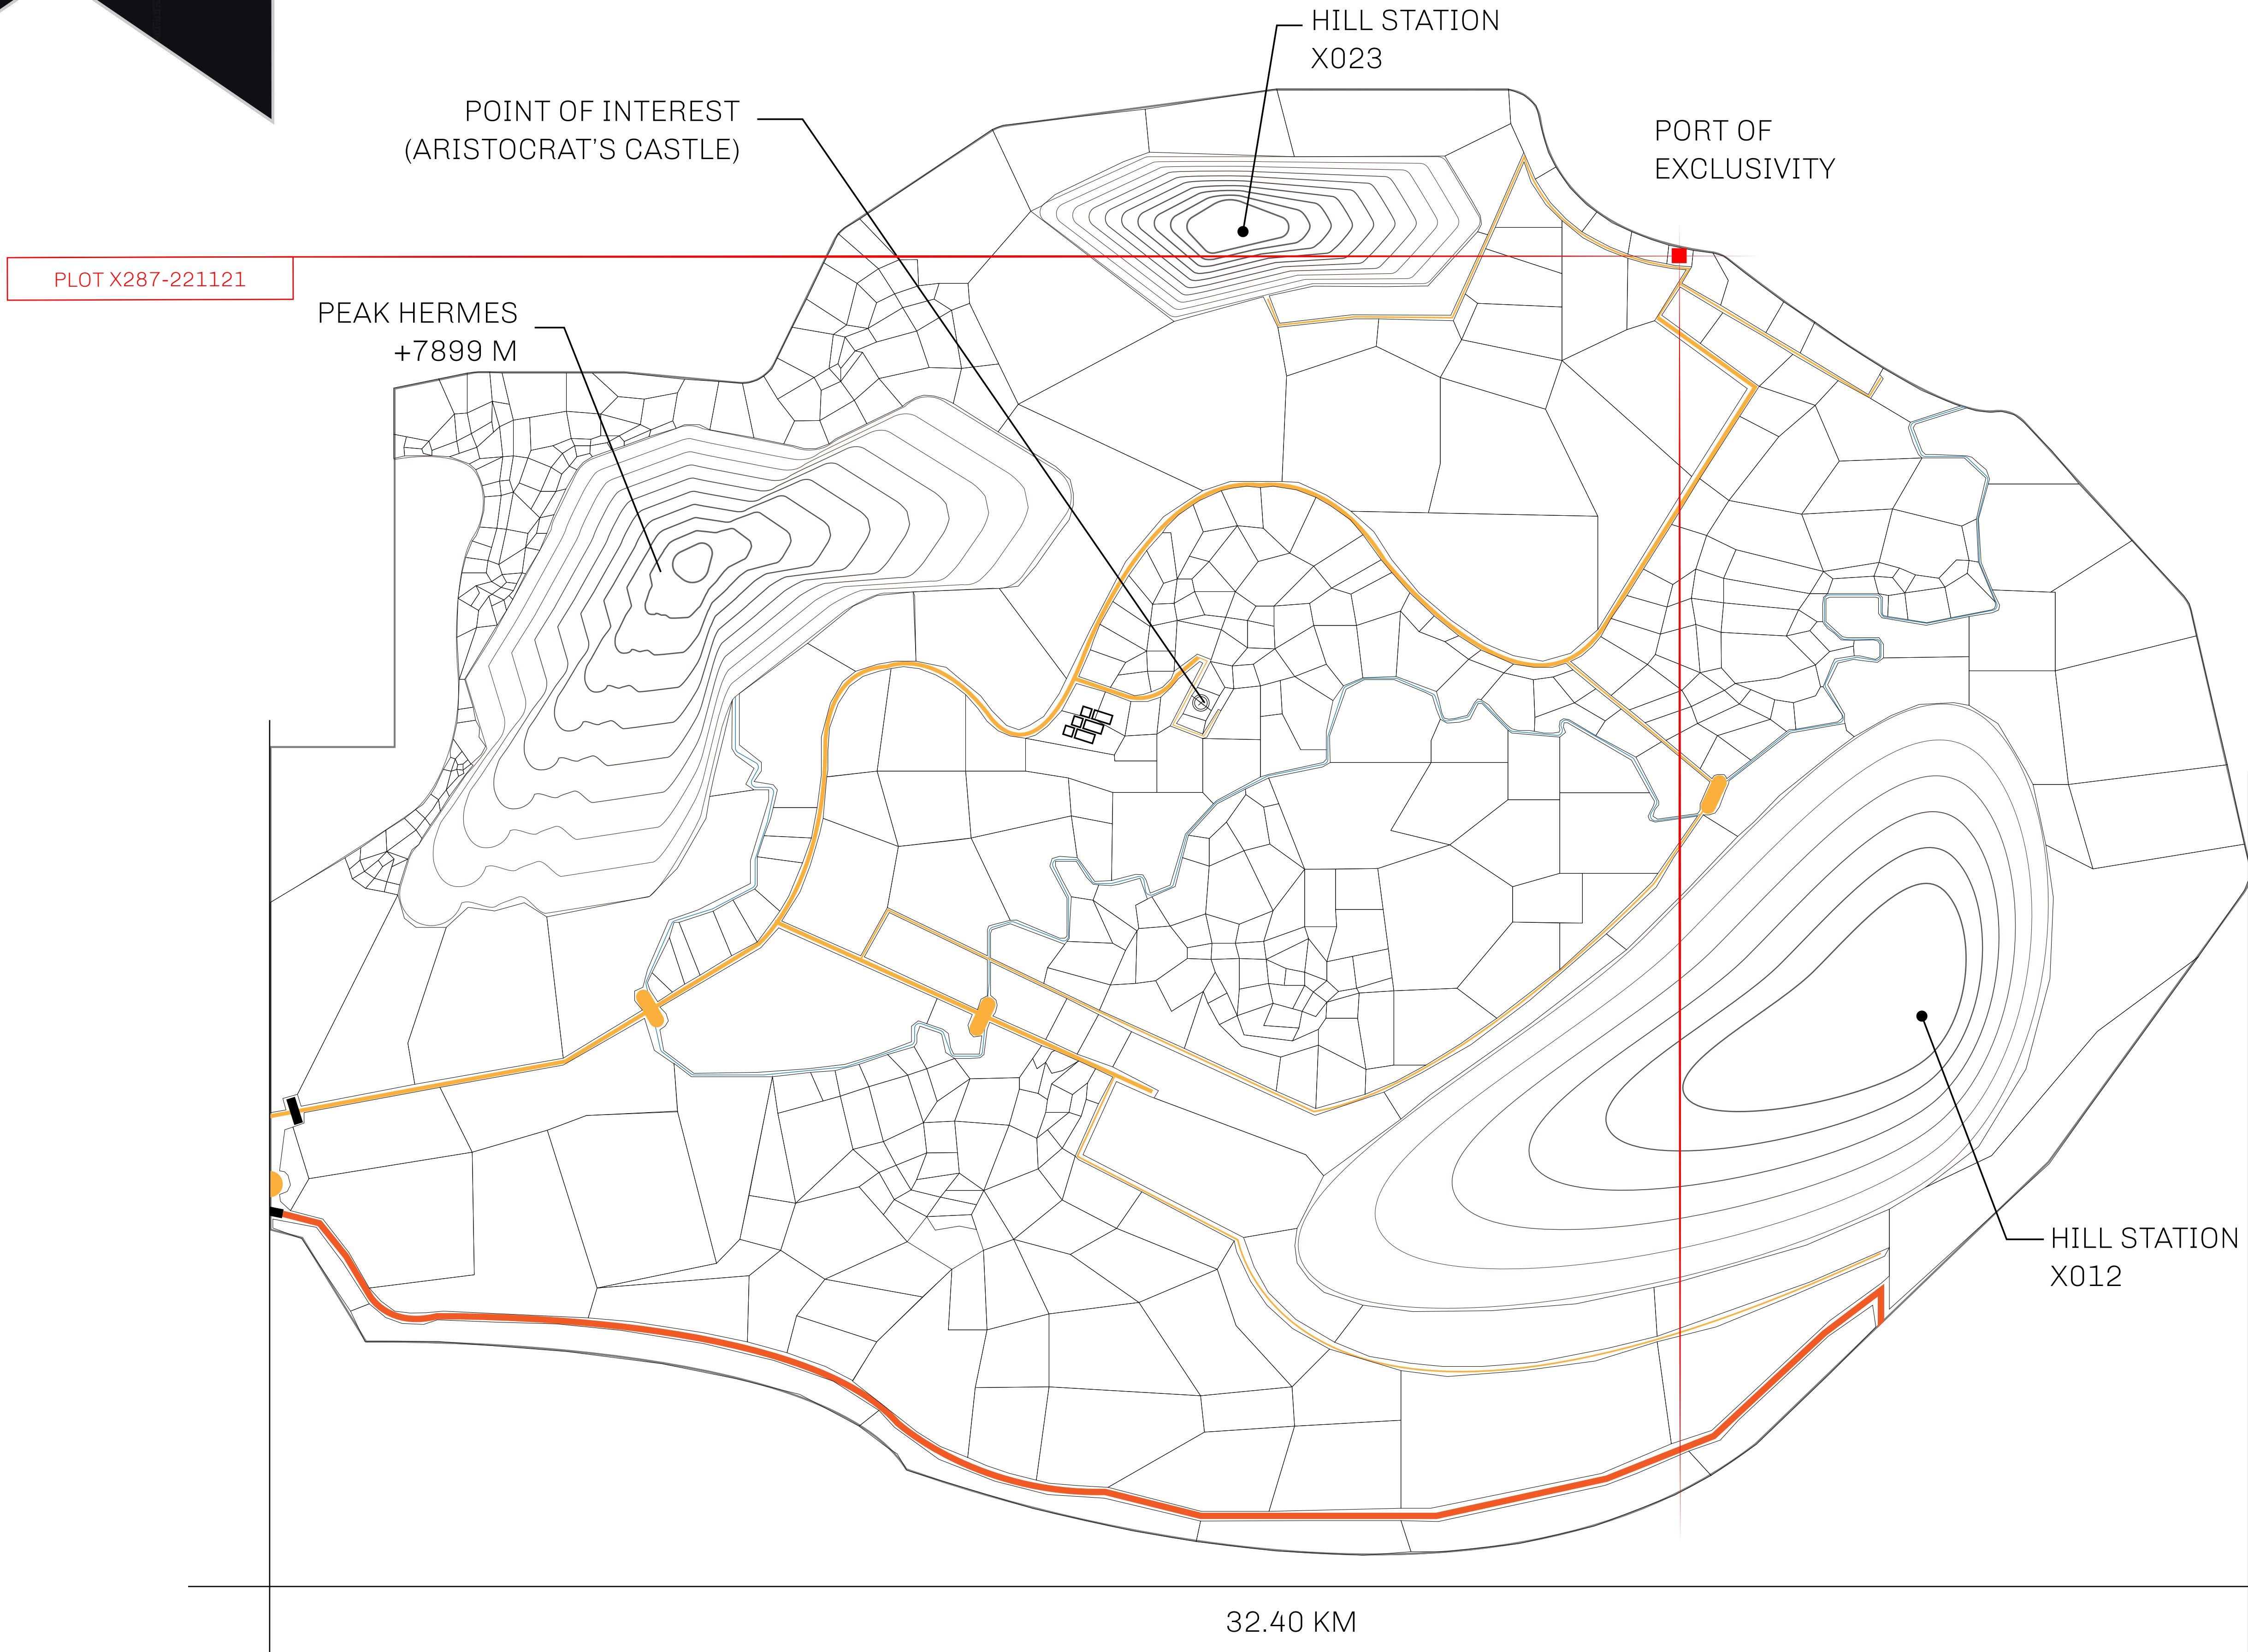 HILL STATION
X023
POINT OF INTEREST
(ARISTOCRAT'S CASTLE)
PORT OF
EXCLUSIVITY
PLOT X287-221121
PEAK HERMES
+7899 M
HILL STATION
X012
32.40 KM